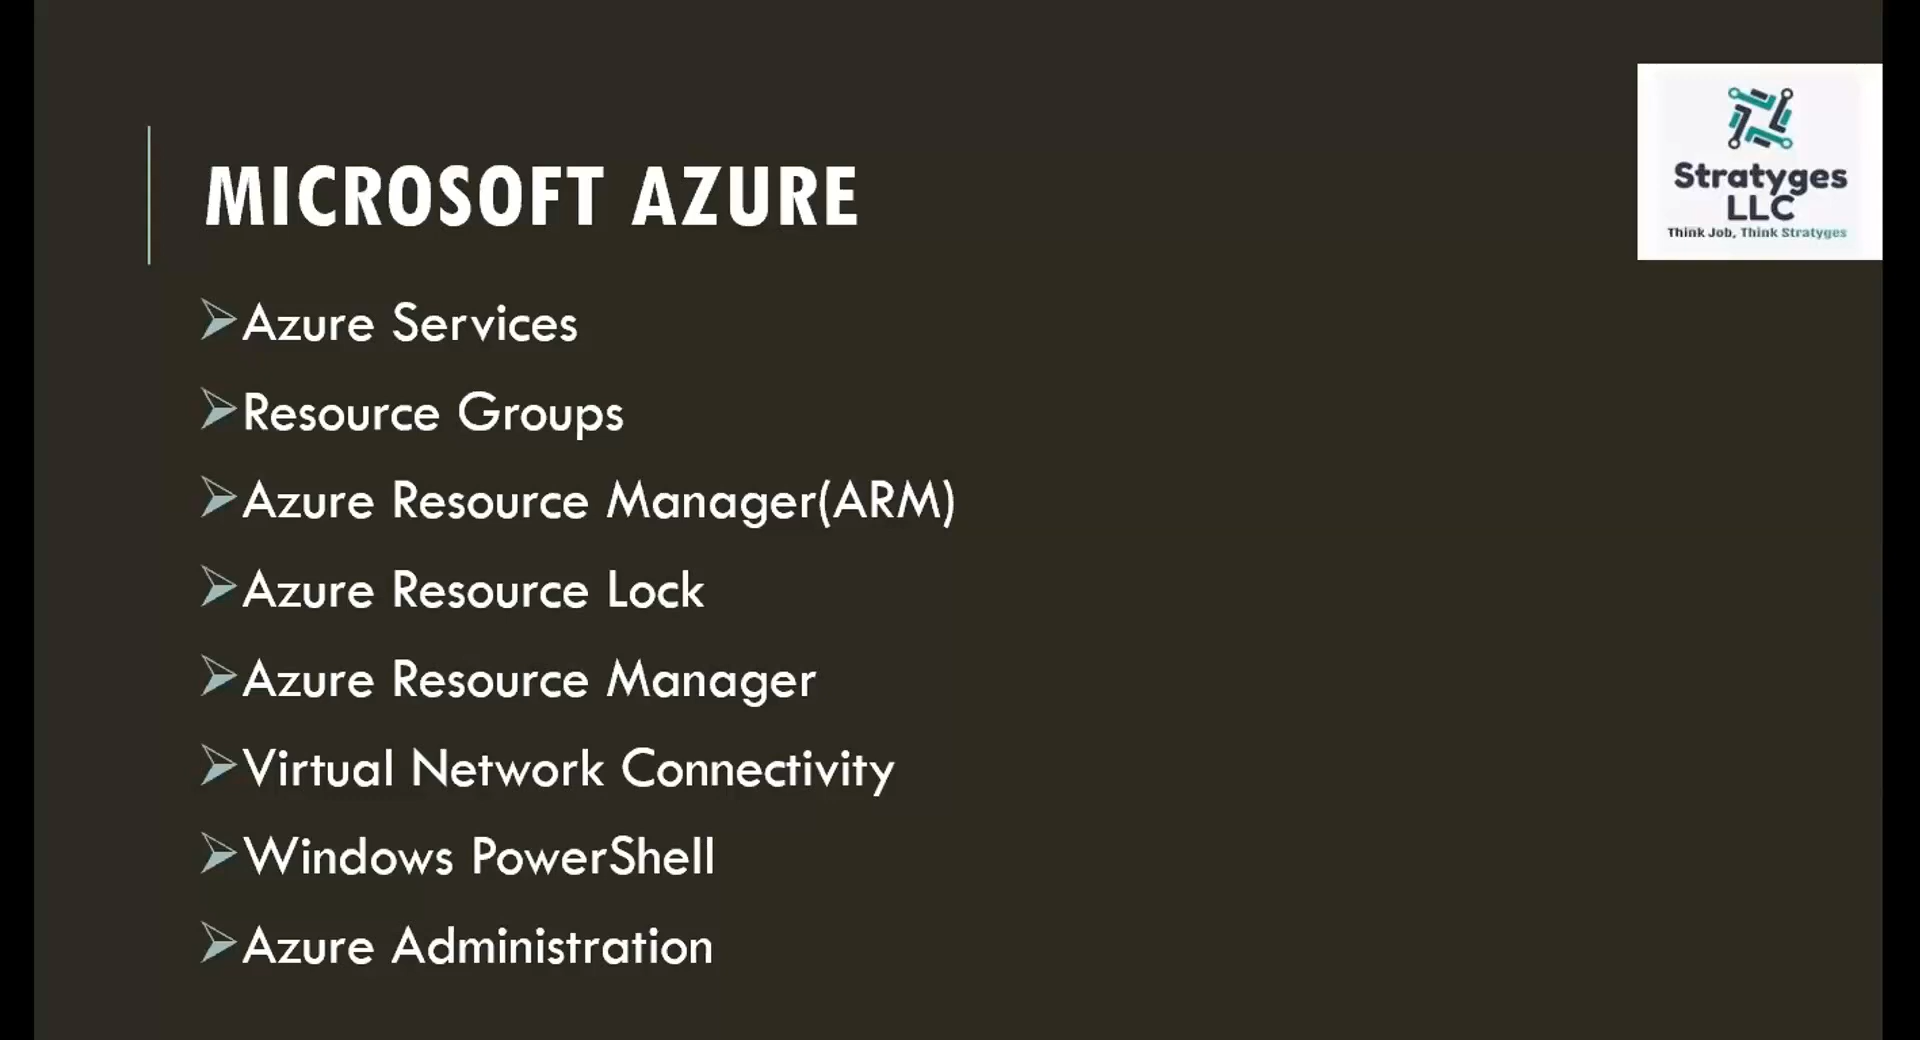 MICROSOFT AZURE
Stratyges
LLC
Think Job, Think Stratyges
Azure Services
Resource Groups
Azure Resource Manager(ARM)
Azure Resource Lock
Azure Resource Manager
Virtual Network Connectivity
Windows PowerShell
Azure Administration